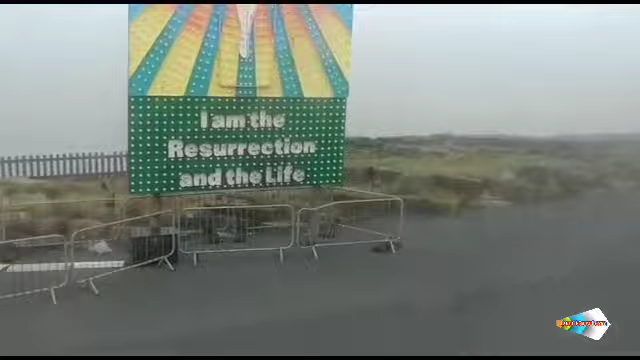 I am the
Resurrection
and the Life